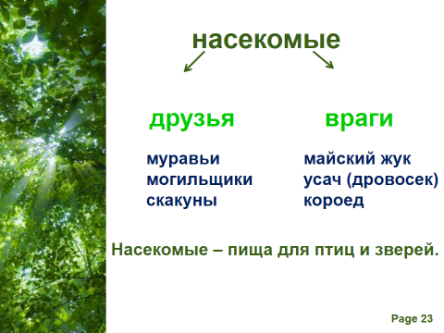 насекомые
друзья враги
муравьи майский жук
могильщики усач (дровосек)
скакуны короед
Насекомые – пища для птиц и зверей.
Page 23